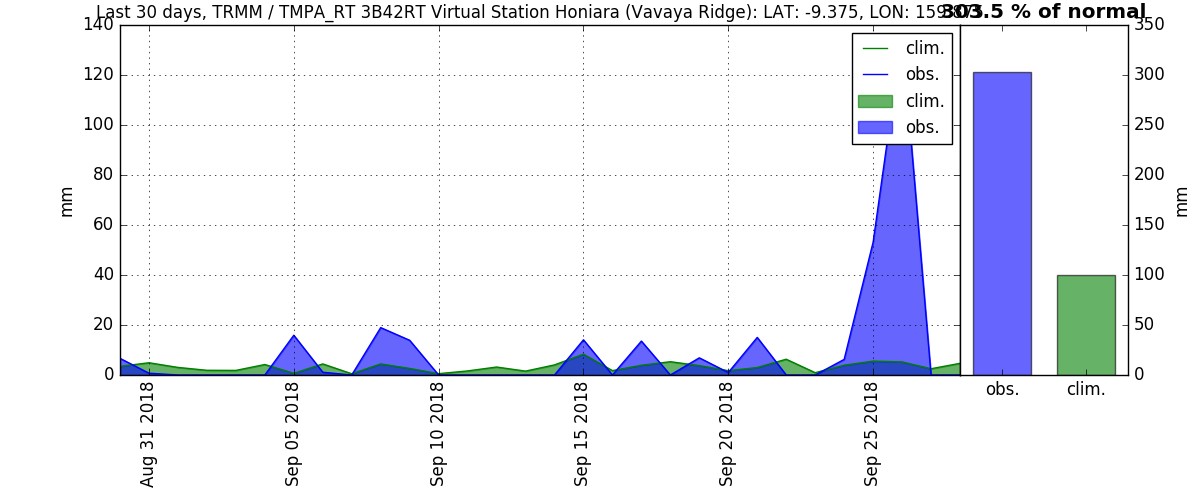 Last 30 days, TRMM / TMPA_RT 3B42RT Virtual Station Honiara (Vavaya Ridge): LAT: -9.375, LON:
303.5 % of normal
140
120
100
80
60
40
20
0
mm
clim.
obs.
clim.
obs.
Aug 31 2018
Sep 05 2018
Sep 10 2018
Sep 15 2018
Sep 20 2018
Sep 25 2018
350
300
250
200
150
100
50
0
mm
obs.
clim.